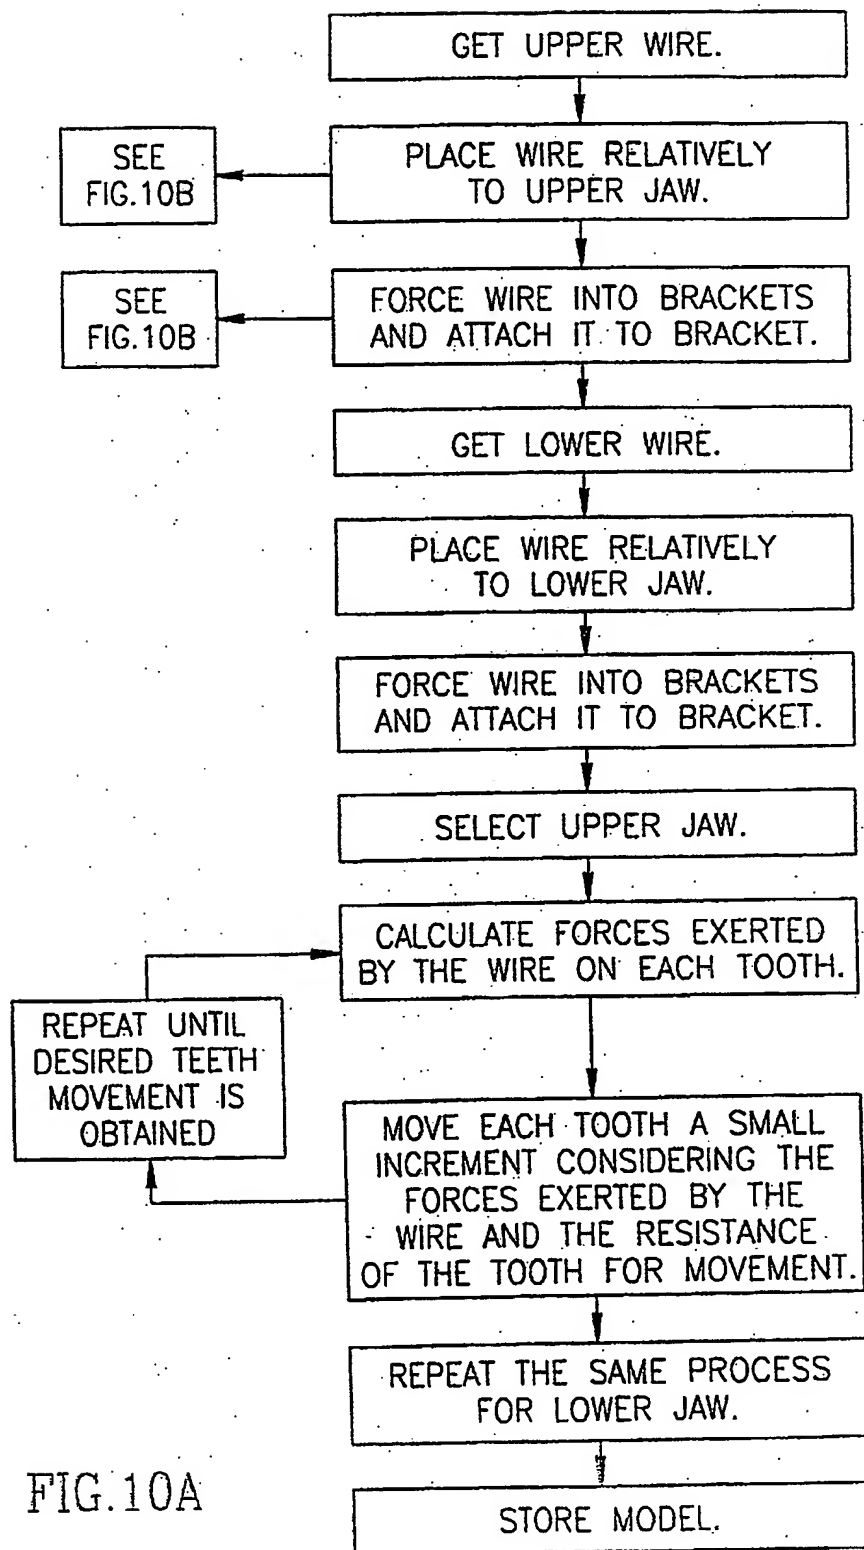 GET UPPER WIRE.
SEE
FIG.10B
PLACE WIRE RELATIVELY
TO UPPER JAW.
SEE
FIG.10B
FORCE WIRE INTO BRACKETS
AND ATTACH IT TO BRACKET.
GET LOWER WIRE.
PLACE WIRE RELATIVELY
TO LOWER JAW.
FORCE WIRE INTO BRACKETS
AND ATTACH IT TO BRACKET.
SELECT UPPER JAW.
CALCULATE FORCES EXERTED
BY THE WIRE ON EACH TOOTH.
REPEAT UNTIL
DESIRED TEETH
MOVEMENT IS
OBTAINED
MOVE EACH TOOTH A SMALL
INCREMENT CONSIDERING THE
FORCES EXERTED BY THE
WIRE AND THE RESISTANCE
OF THE TOOTH FOR MOVEMENT.
REPEAT THE SAME PROCESS
FOR LOWER JAW.
STORE MODEL.
FIG.10A